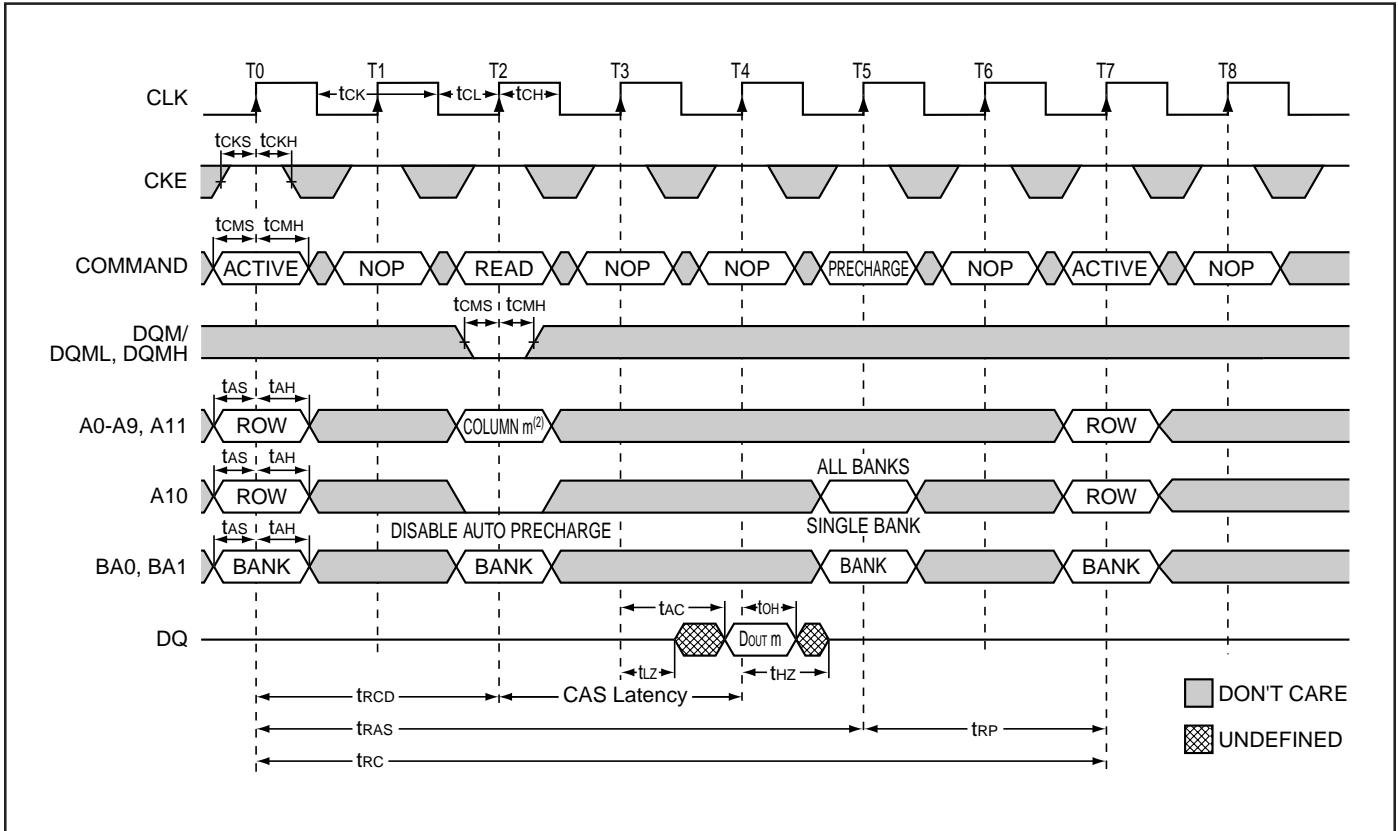 T0 T1 T2 T3 T4 T5 T6 T7 T8
CLK tCK tCL tCH
tCKS tCKH
CKE
tCMS tCMH
COMMAND ACTIVE NOP READ NOP NOP PRECHARGE NOP ACTIVE NOP
tCMS tCMH
DQM/
DQML, DQMH
tAS tAH
A0-A9, A11 ROW COLUMN m(2) ROW
tAS tAH ALL BANKS
A10 ROW ROW
tAS tAH DISABLE AUTO PRECHARGE SINGLE BANK
BA0, BA1 BANK BANK BANK BANK
tAC tOH
DQ DOUT m
tLZ tHZ
tRCD CAS Latency DON'T CARE
tRAS tRP
UNDEFINED
tRC